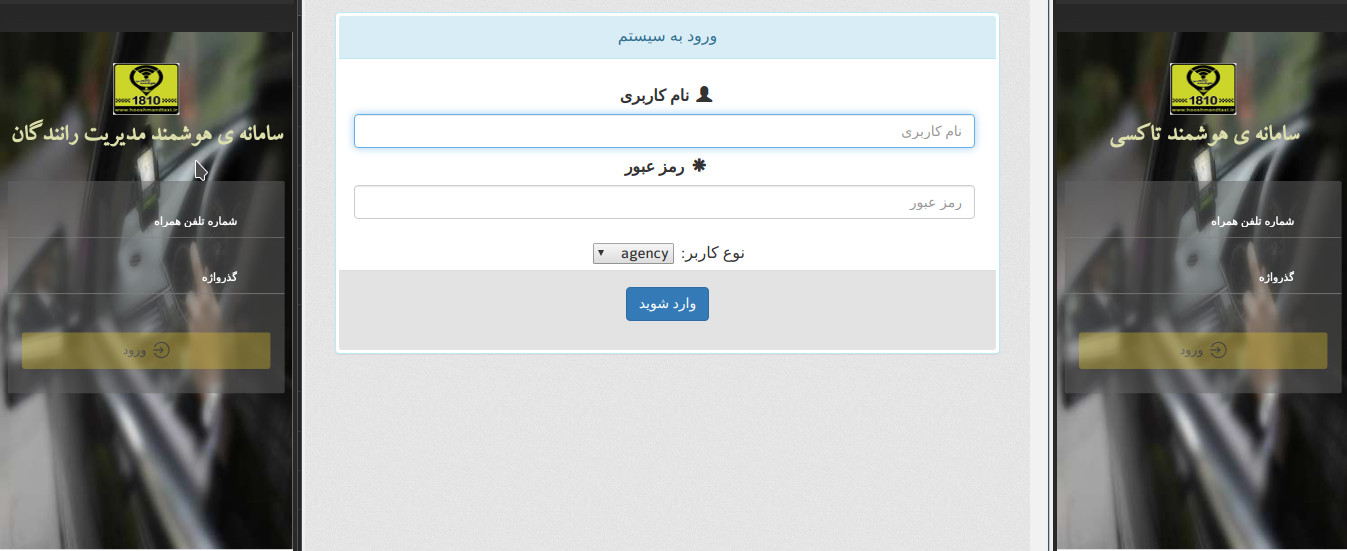 1810
www.hooshmandtaxi.ir
سامانه ی هوشمند تاکسی
شماره تلفن همراه
گذرواژه
ورود
ورود به سیستم
نام کاربری
نام کاربری
رمز عبور
رمز عبور
نوع کاربر: agency
وارد شوید
1810
www.hooshmandtaxi.ir
سامانه ی هوشمند مدیریت رانندگان
شماره تلفن همراه
گذرواژه
ورود